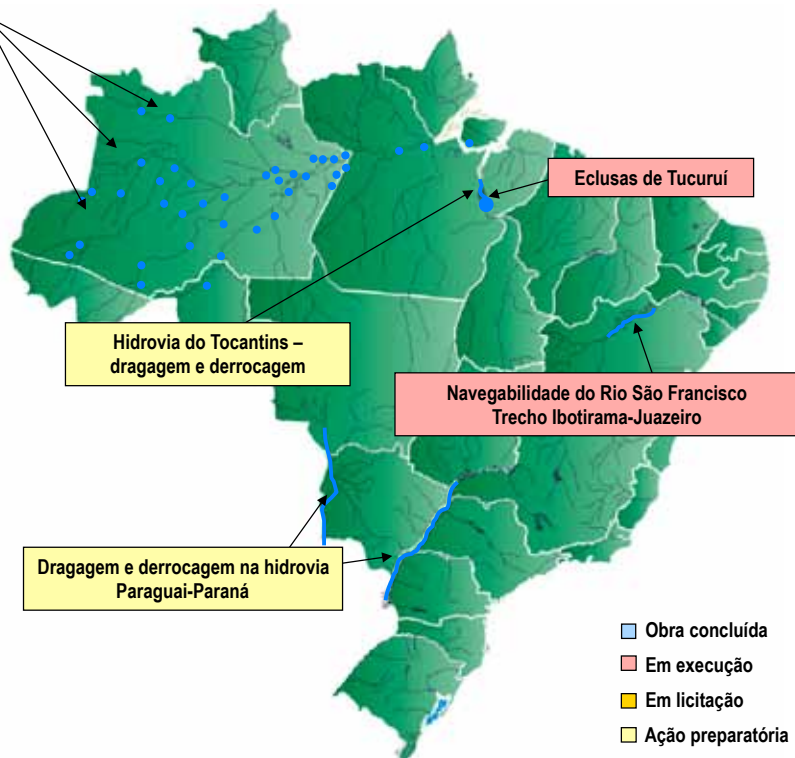 Eclusas de Tucuruí
Hidrovia do Tocantins –
dragagem e derrocagem
Navegabilidade do Rio São Francisco
Trecho Ibotirama-Juazeiro
Dragagem e derrocagem na hidrovia
Paraguai-Paraná
Obra concluída
Em execução
Em licitação
Ação preparatória